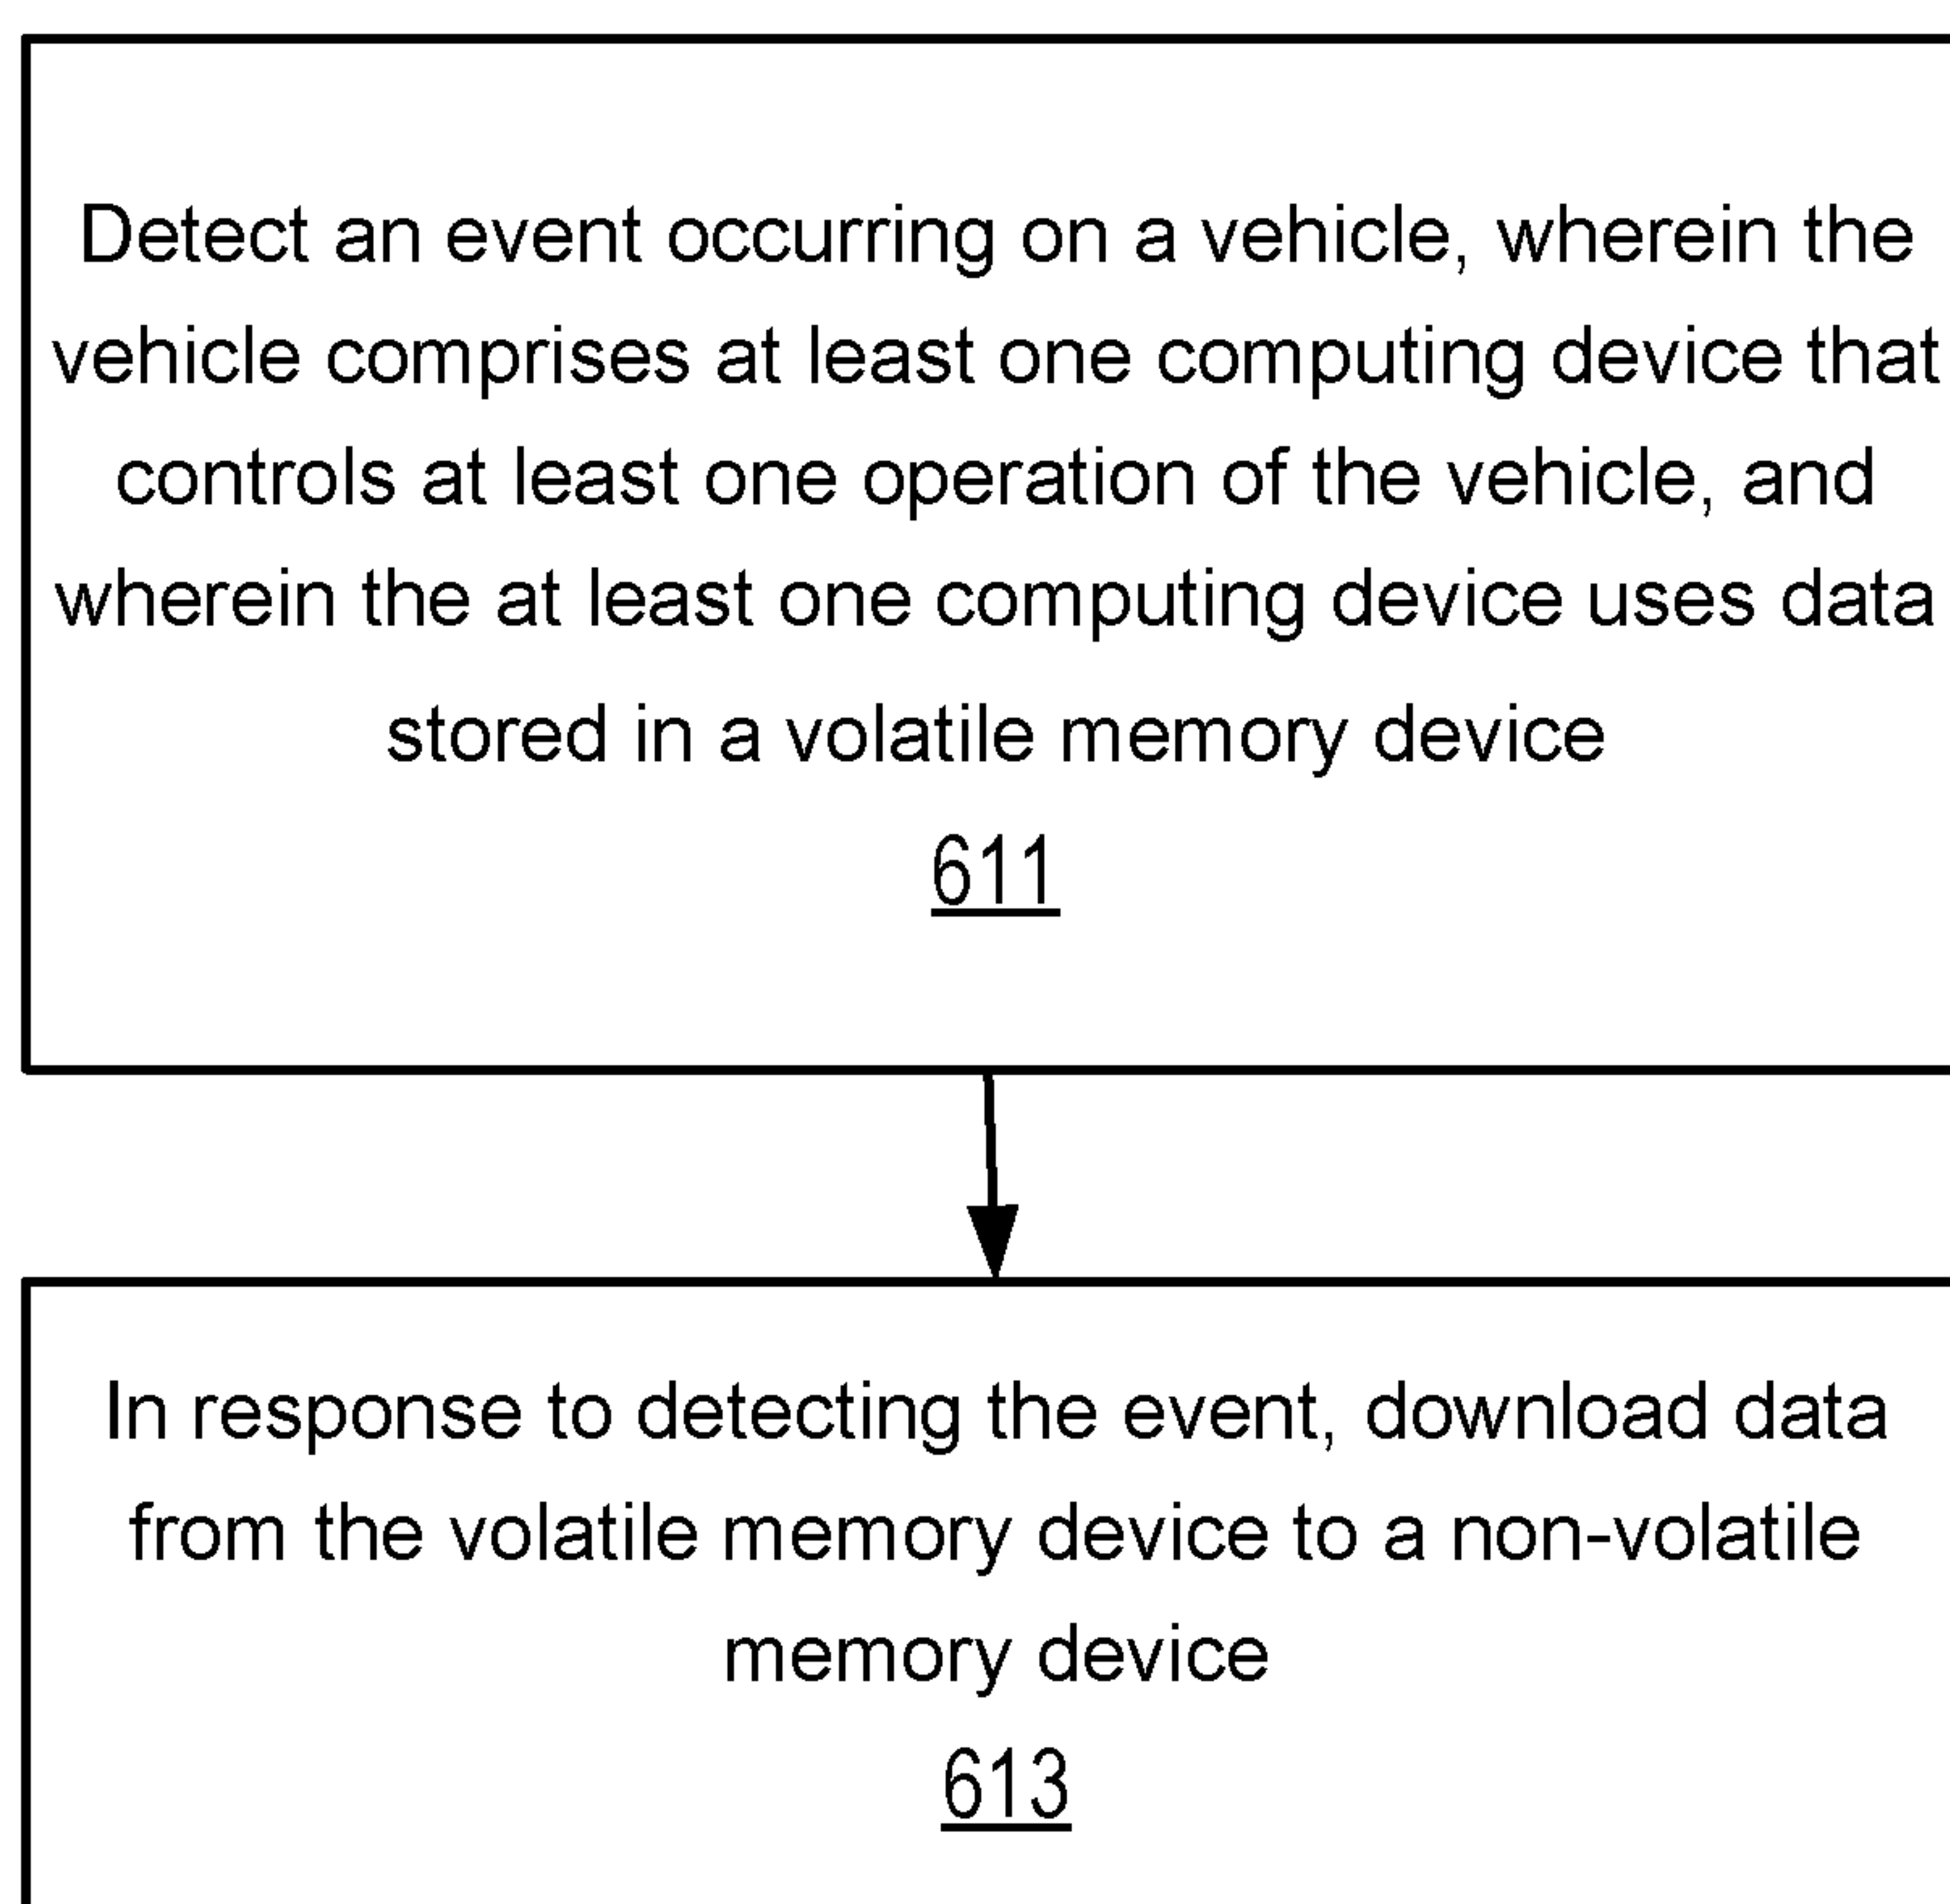 Detect an event occurring on a vehicle, wherein the
vehicle comprises at least one computing device that
controls at least one operation of the vehicle, and
wherein the at least one computing device uses data
stored in a volatile memory device
611
In response to detecting the event, download data
from the volatile memory device to a non-volatile
memory device
613